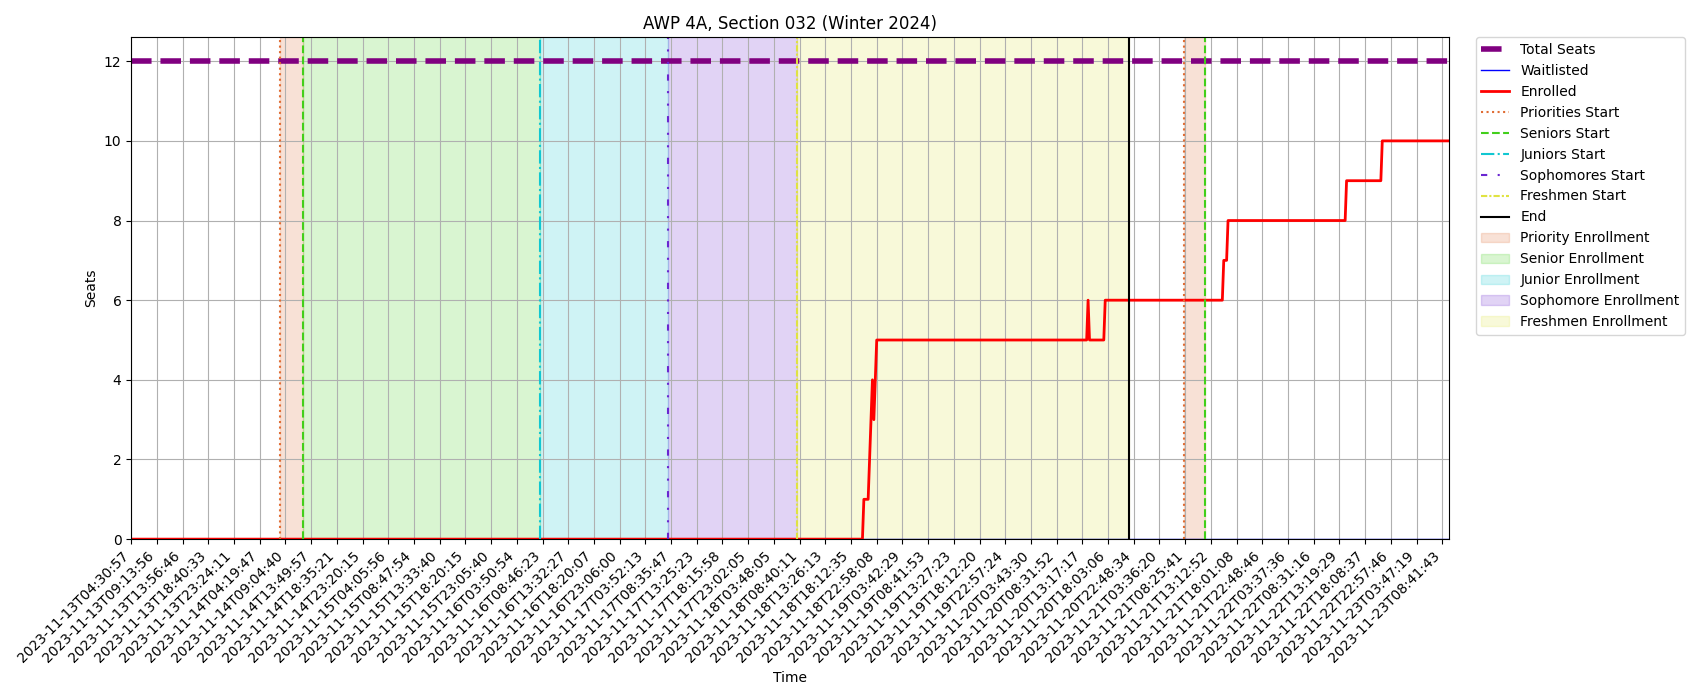 AWP 4A, Section 032 (Winter 2024)
Total Seats
Waitlisted
Enrolled
Priorities Start
Seniors Start
Juniors Start
Sophomores Start
Freshmen Start
End
Priority Enrollment
Senior Enrollment
Junior Enrollment
Sophomore Enrollment
Freshmen Enrollment
Seats
12
10
8
6
4
2
0
2023-11-13T04:30:57
2023-11-13T09:13:56
2023-11-13T13:56:46
2023-11-13T18:40:33
2023-11-13T23:24:11
2023-11-14T04:19:47
2023-11-14T09:04:40
2023-11-14T13:49:57
2023-11-14T18:35:21
2023-11-14T23:20:15
2023-11-15T04:05:56
2023-11-15T08:47:54
2023-11-15T13:33:40
2023-11-15T18:20:15
2023-11-15T23:05:40
2023-11-16T03:50:54
2023-11-16T08:46:23
2023-11-16T13:32:27
2023-11-16T18:20:07
2023-11-16T23:06:00
2023-11-17T03:52:13
2023-11-17T08:35:47
2023-11-17T13:25:23
2023-11-17T18:15:58
2023-11-17T23:02:05
2023-11-18T03:48:05
2023-11-18T08:40:11
2023-11-18T13:26:13
2023-11-18T18:12:35
2023-11-18T22:58:08
2023-11-19T03:42:29
2023-11-19T08:41:53
2023-11-19T13:27:23
2023-11-19T18:12:20
2023-11-19T22:57:24
2023-11-20T03:43:30
2023-11-20T08:31:52
2023-11-20T13:17:17
2023-11-20T18:03:06
2023-11-20T22:48:34
2023-11-21T03:36:20
2023-11-21T08:25:41
2023-11-21T13:12:52
2023-11-21T18:01:08
2023-11-21T22:48:46
2023-11-22T03:37:36
2023-11-22T08:31:16
2023-11-22T13:19:29
2023-11-22T18:08:37
2023-11-22T22:57:46
2023-11-23T03:47:19
2023-11-23T08:41:43
Time